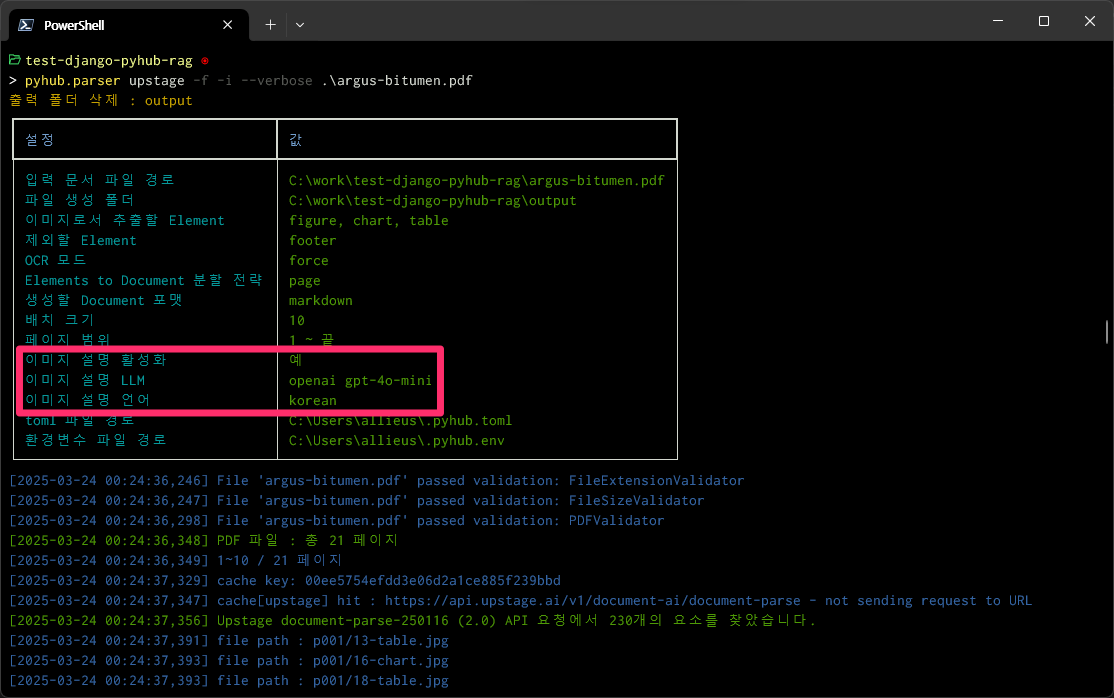 PowerShell
test-django-pyhub-rag
> pyhub.parser upstage -f -i --verbose .\argus-bitumen.pdf
출력 폴더 삭제 : output
설정 값
입력 문서 파일 경로 C:\work\test-django-pyhub-rag\argus-bitumen.pdf
파일 생성 폴더 C:\work\test-django-pyhub-rag\output
이미지로서 추출할 Element figure, chart, table
제외할 Element footer
OCR 모드 force
Elements to Document 분할 전략 page
생성할 Document 포맷 markdown
배치 크기 10
페이지 범위 1 ~ 끝
이미지 설명 활성화 예
이미지 설명 LLM openai gpt-4o-mini
이미지 설명 언어 korean
toml 파일 경로 C:\Users\allieus\.pyhub.toml
환경변수 파일 경로 C:\Users\allieus\.pyhub.env
[2025-03-24 00:24:36,246] File 'argus-bitumen.pdf' passed validation: FileExtensionValidator
[2025-03-24 00:24:36,247] File 'argus-bitumen.pdf' passed validation: FileSizeValidator
[2025-03-24 00:24:36,298] File 'argus-bitumen.pdf' passed validation: PDFValidator
[2025-03-24 00:24:36,348] PDF 파일 : 총 21 페이지
[2025-03-24 00:24:36,349] 1~10 / 21 페이지
[2025-03-24 00:24:37,329] cache key: 00ee5754efdd3e06d2a1ce885f239bbd
[2025-03-24 00:24:37,347] cache[upstage] hit : https://api.upstage.ai/v1/document-ai/document-parse - not sending request to URL
[2025-03-24 00:24:37,356] Upstage document-parse-250116 (2.0) API 요청에서 230개의 요소를 찾았습니다.
[2025-03-24 00:24:37,391] file path : p001/13-table.jpg
[2025-03-24 00:24:37,393] file path : p001/16-chart.jpg
[2025-03-24 00:24:37,393] file path : p001/18-table.jpg